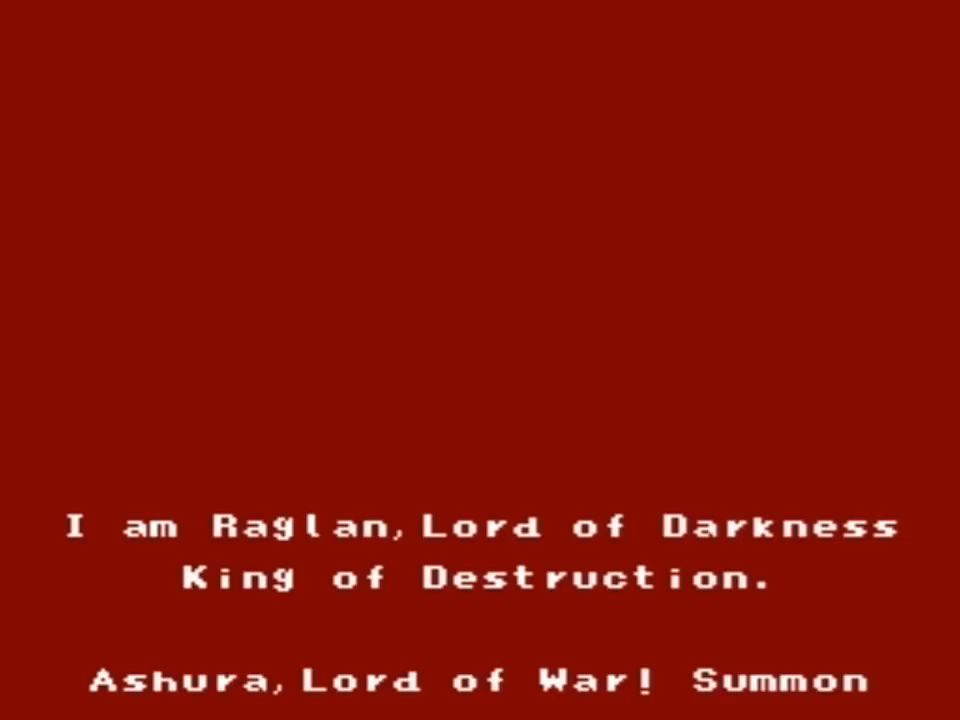 I am Raglan,Lord of Darkness
King of Destruction.
Ashura,Lord of War! Summon